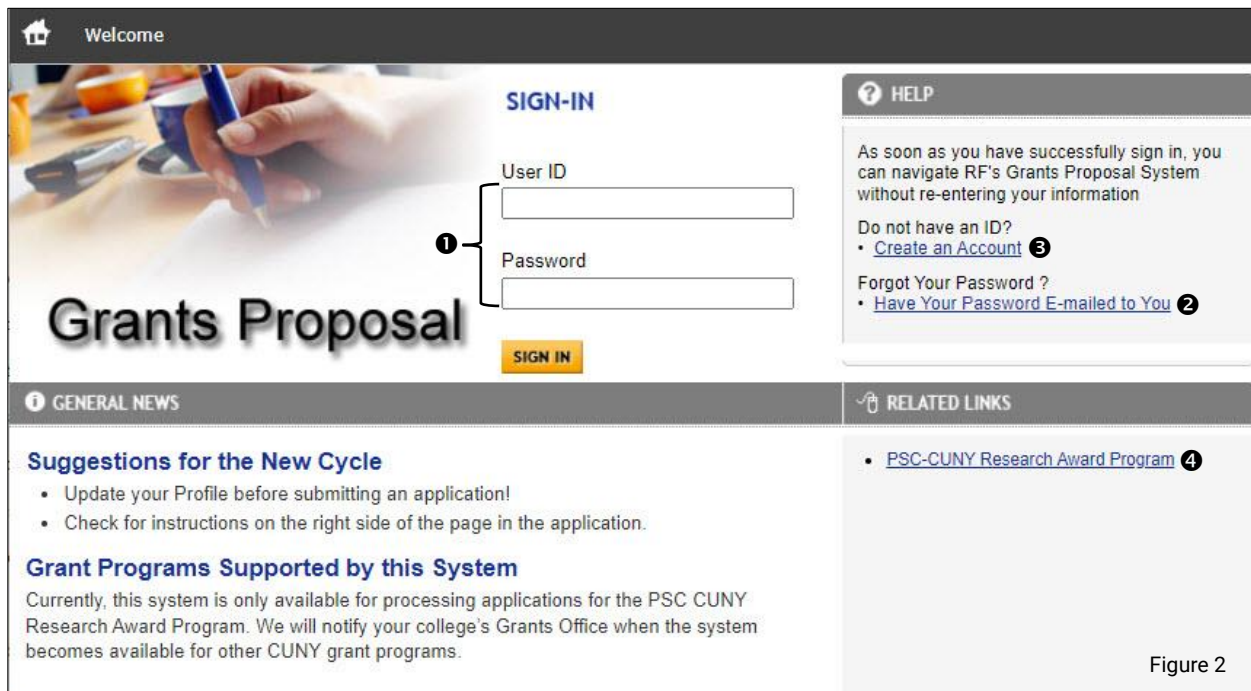 Welcome
SIGN-IN
User ID
❶
Password
Grants Proposal
SIGN IN
HELP
As soon as you have successfully sign in, you
can navigate RF's Grants Proposal System
without re-entering your information
Do not have an ID?
• Create an Account ❸
Forgot Your Password ?
• Have Your Password E-mailed to You ❷
GENERAL NEWS
Suggestions for the New Cycle
• Update your Profile before submitting an application!
• Check for instructions on the right side of the page in the application.
Grant Programs Supported by this System
Currently, this system is only available for processing applications for the PSC CUNY
Research Award Program. We will notify your college's Grants Office when the system
becomes available for other CUNY grant programs.
RELATED LINKS
• PSC-CUNY Research Award Program ❹
Figure 2